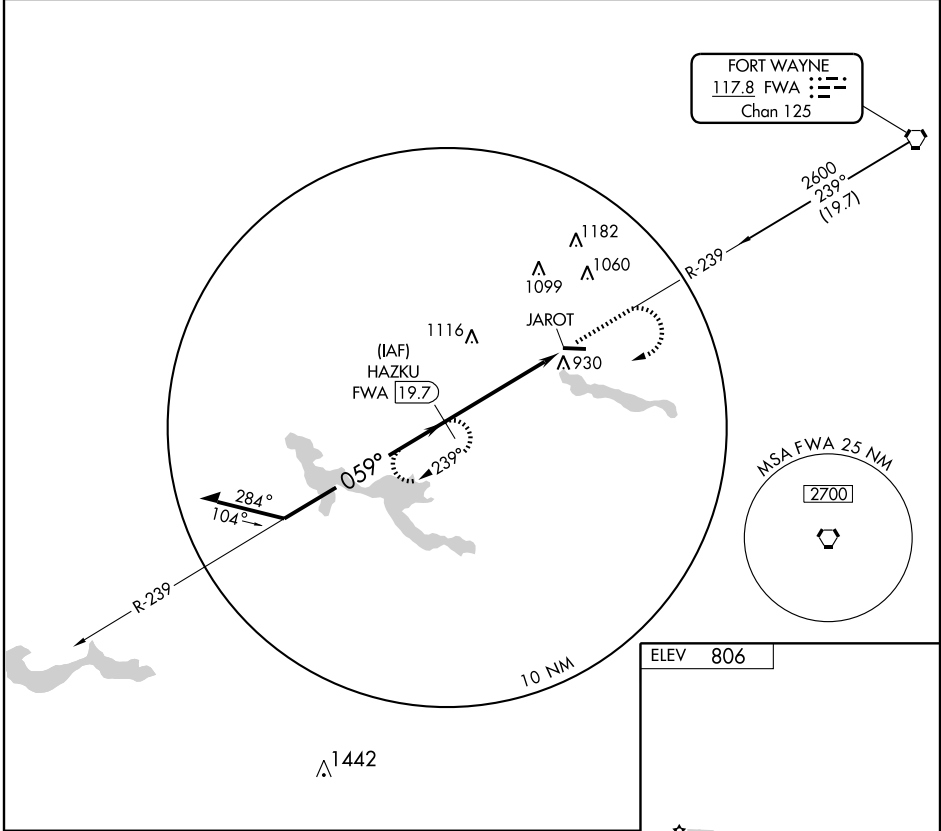 FORT WAYNE
117.8 FWA
Chan 125
2600
239°
(19.7)
R-239
1182
1060
1099
JAROT
1116
930
(IAF)
HAZKU
FWA 19.7
059°
239°
284°
104°
R-239
MSA FWA 25 NM
2700
10 NM
ELEV 806
1442